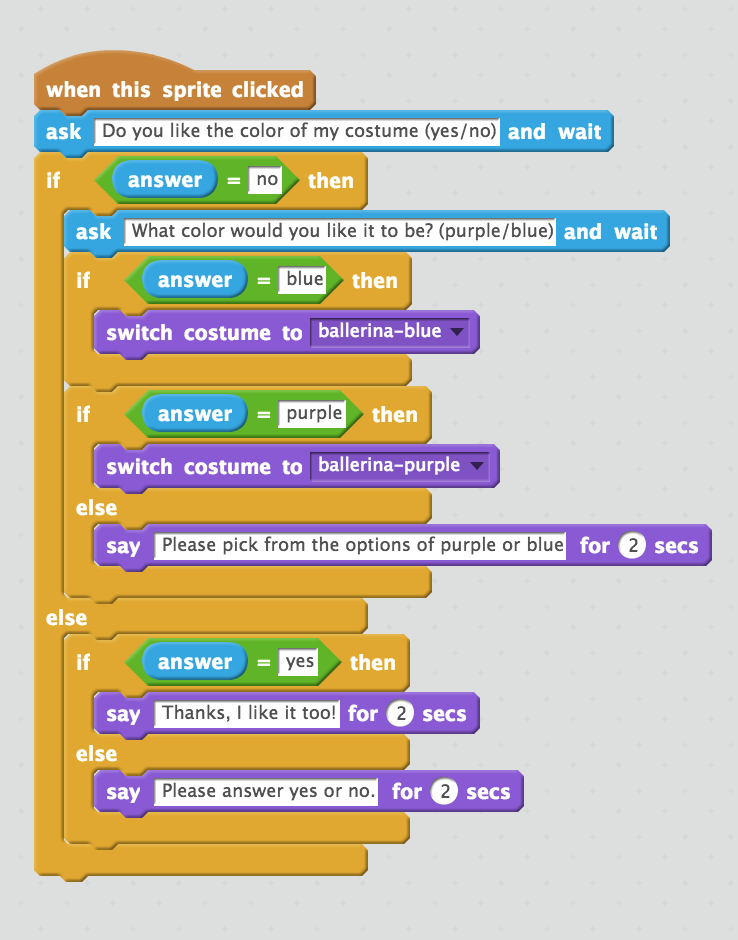 when this sprite clicked
ask Do you like the color of my costume (yes/no) and wait
if answer = no then
ask What color would you like it to be? (purple/blue) and wait
if answer = blue then
switch costume to ballerina-blue
if answer = purple then
switch costume to ballerina-purple
else
say Please pick from the options of purple or blue for 2 secs
else
if answer = yes then
say Thanks, I like it too! for 2 secs
else
say Please answer yes or no. for 2 secs